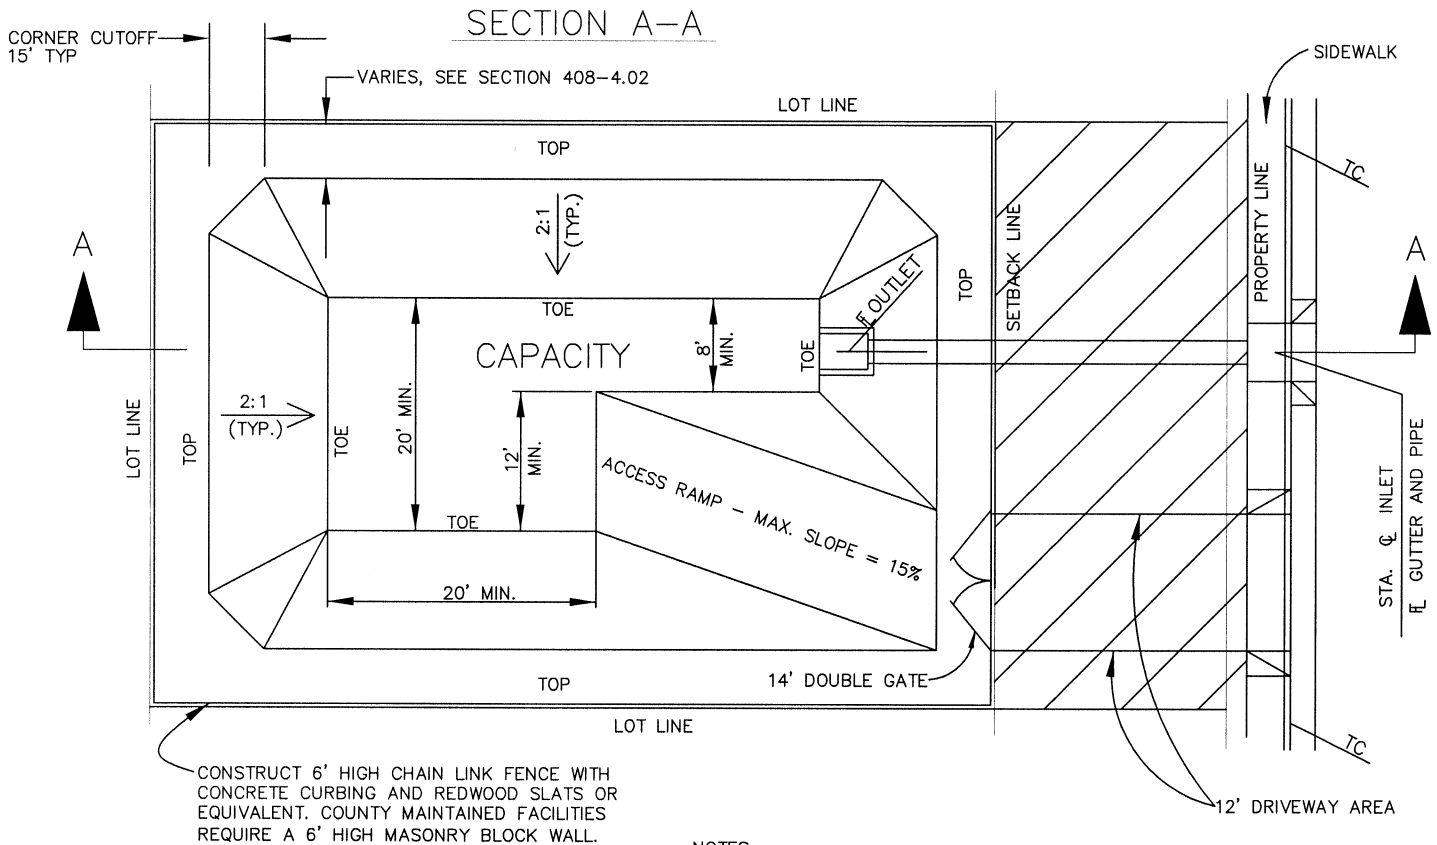 SECTION A–A
CORNER CUTOFF
15' TYP
SIDEWALK
VARIES, SEE SECTION 408–4.02
LOT LINE
TOP
TC
2:1
(TYP.)
SETBACK LINE
PROPERTY LINE
A
A
TOP
℄ OUTLET
TOE
CAPACITY
8'
MIN.
TOE
2:1
(TYP.)
LOT LINE
TOP
TOE
20' MIN.
12'
MIN.
ACCESS RAMP – MAX. SLOPE = 15%
TOE
20' MIN.
STA. ℄ INLET
FL GUTTER AND PIPE
14' DOUBLE GATE
TOP
LOT LINE
TC
CONSTRUCT 6' HIGH CHAIN LINK FENCE WITH
CONCRETE CURBING AND REDWOOD SLATS OR
EQUIVALENT. COUNTY MAINTAINED FACILITIES
REQUIRE A 6' HIGH MASONRY BLOCK WALL.
12' DRIVEWAY AREA
NOTES